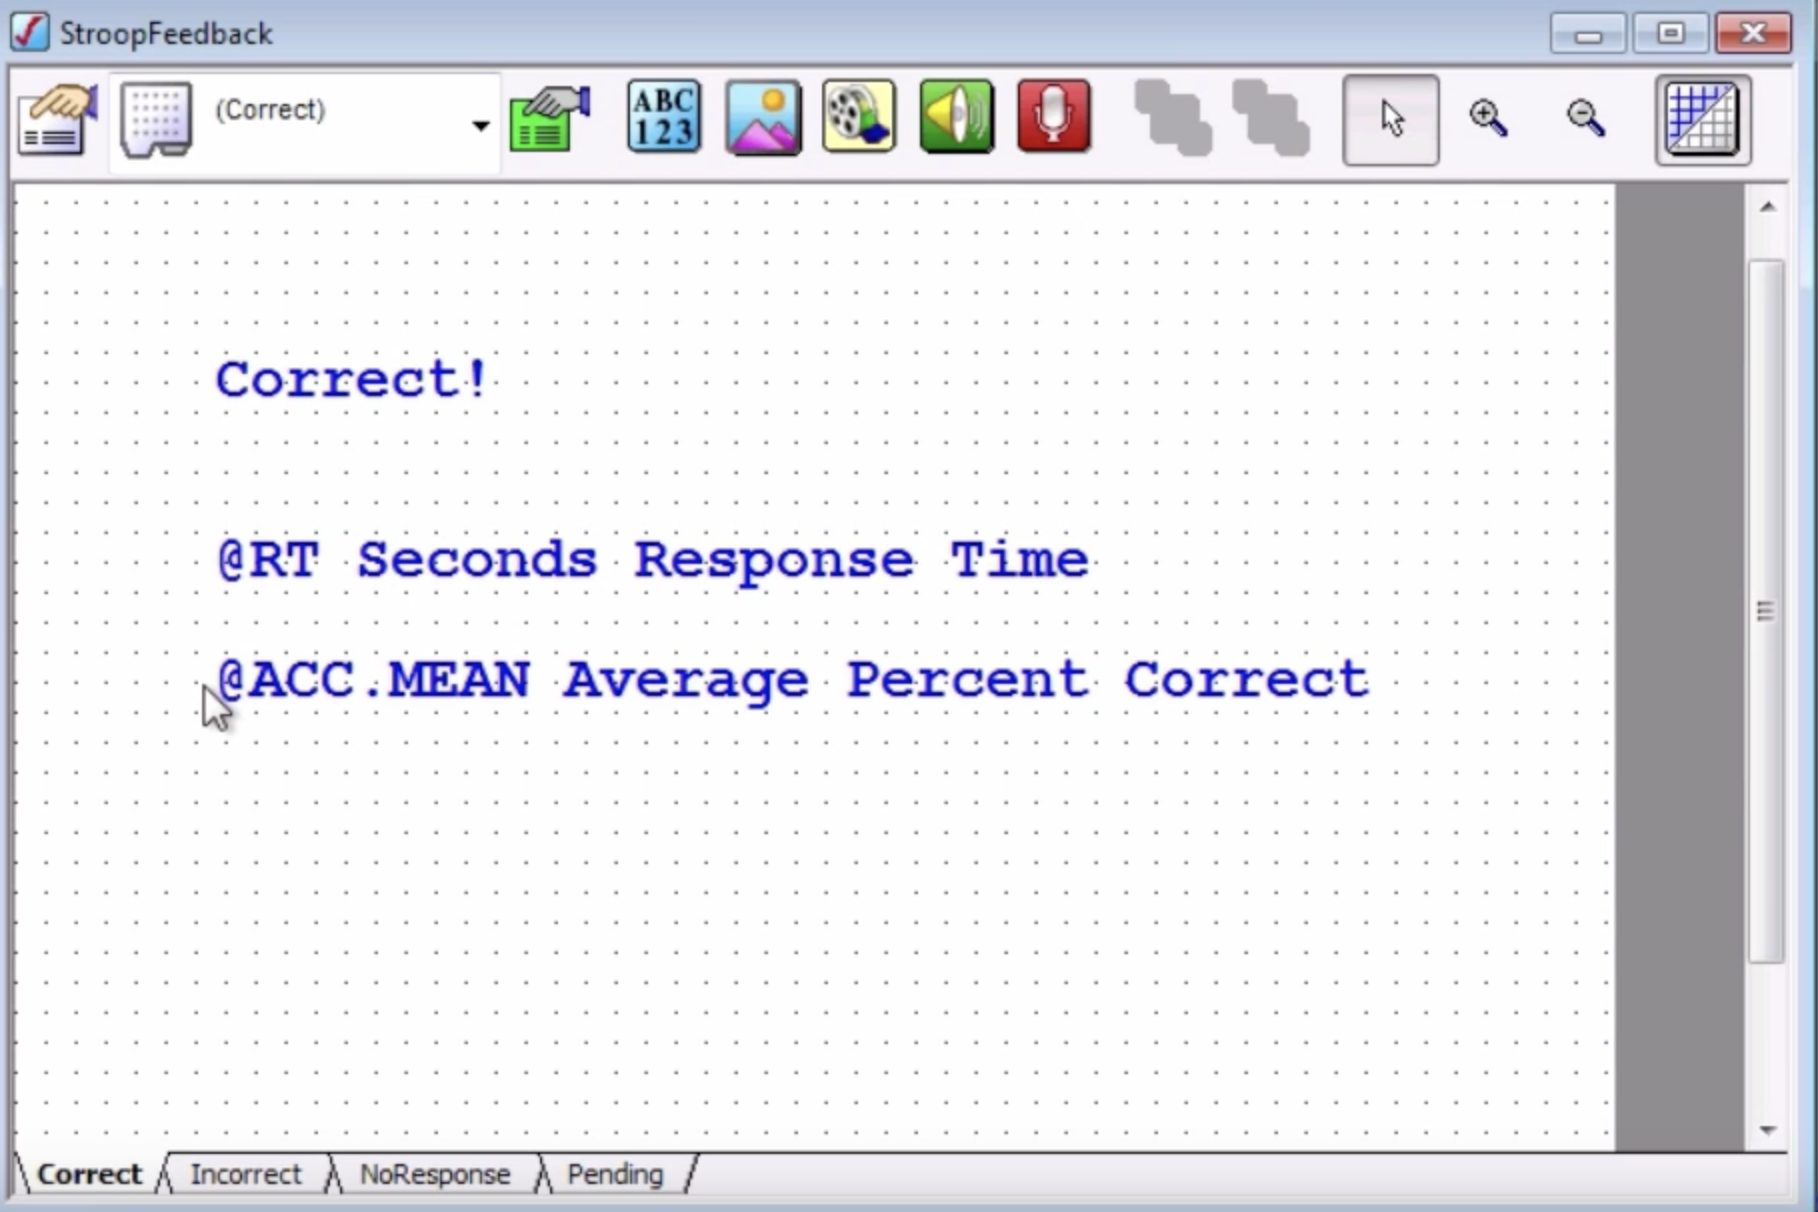 StroopFeedback
(Correct)
ABC
123
Correct!
@RT Seconds Response Time
@ACC.MEAN Average Percent Correct
Correct Incorrect NoResponse Pending